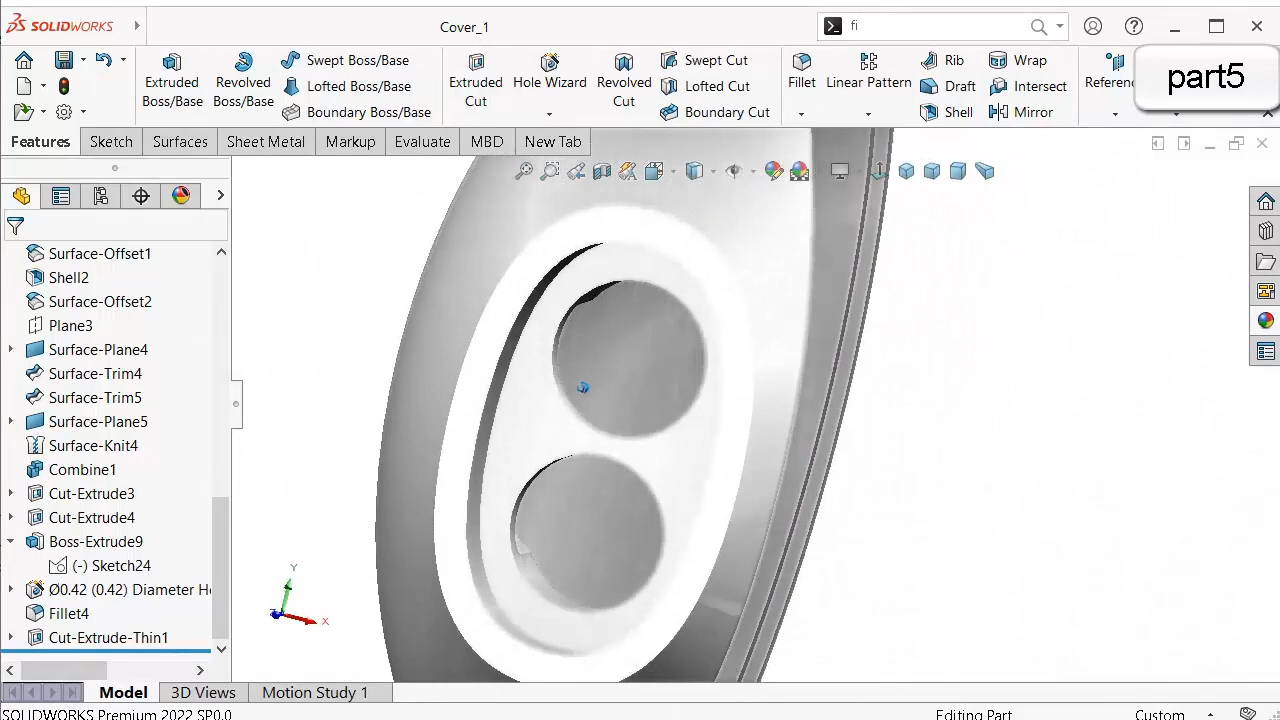 SOLIDWORKS
Cover_1
fi
Extruded Boss/Base
Revolved Boss/Base
Swept Boss/Base
Lofted Boss/Base
Boundary Boss/Base
Extruded Cut
Hole Wizard
Revolved Cut
Swept Cut
Lofted Cut
Boundary Cut
Fillet
Linear Pattern
Rib
Draft
Shell
Wrap
Intersect
Mirror
Referenc
part5
Features
Sketch
Surfaces
Sheet Metal
Markup
Evaluate
MBD
New Tab
Surface-Offset1
Shell2
Surface-Offset2
Plane3
Surface-Plane4
Surface-Trim4
Surface-Trim5
Surface-Plane5
Surface-Knit4
Combine1
Cut-Extrude3
Cut-Extrude4
Boss-Extrude9
(-) Sketch24
Ø0.42 (0.42) Diameter H
Fillet4
Cut-Extrude-Thin1
Y
X
Model
3D Views
Motion Study 1
SOLIDWORKS Premium 2022 SP0.0
Editing Part
Custom